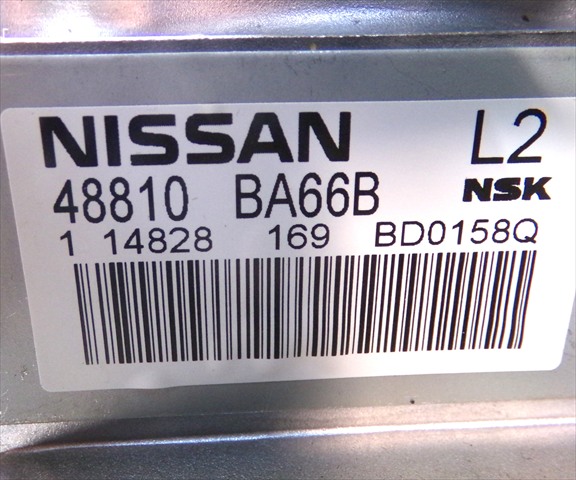 NISSAN L2
48810 BA66B NSK
1 14828 169 BD0158Q